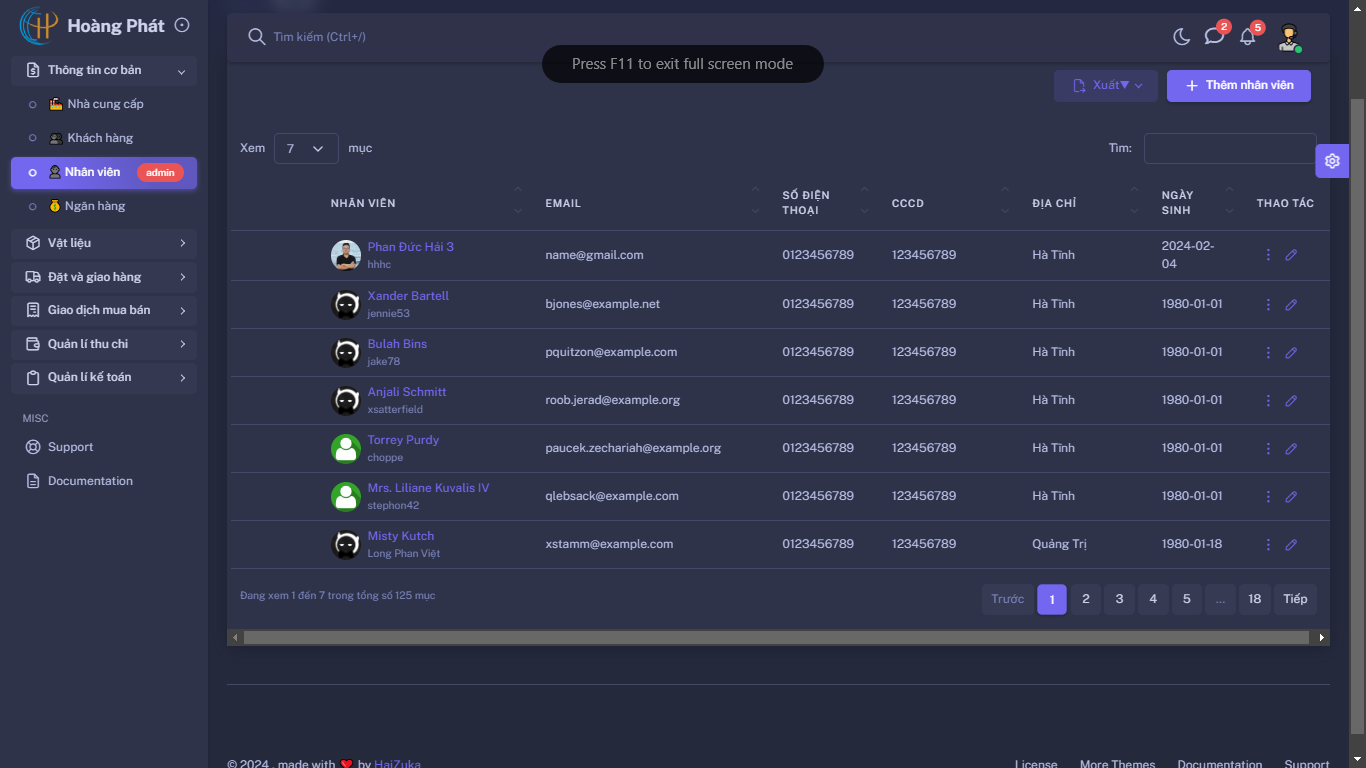 Hoàng Phát
Tìm kiếm (Ctrl+/)
2
5
Press F11 to exit full screen mode
Thông tin cơ bản
Nhà cung cấp
Khách hàng
Nhân viên admin
Ngân hàng
Vật liệu
Đặt và giao hàng
Giao dịch mua bán
Quản lí thu chi
Quản lí kế toán
MISC
Support
Documentation
Xuất▼
+ Thêm nhân viên
Xem 7 mục
Tìm:
NHÂN VIÊN EMAIL SỐ ĐIỆN THOẠI CCCD ĐỊA CHỈ NGÀY SINH THAO TÁC
Phan Đức Hải 3 name@gmail.com 0123456789 123456789 Hà Tĩnh 2024-02-04
hhhc
Xander Bartell bjones@example.net 0123456789 123456789 Hà Tĩnh 1980-01-01
jennie53
Bulah Bins pquitzon@example.com 0123456789 123456789 Hà Tĩnh 1980-01-01
jake78
Anjali Schmitt roob.jerad@example.org 0123456789 123456789 Hà Tĩnh 1980-01-01
xsatterfield
Torrey Purdy paucek.zechariah@example.org 0123456789 123456789 Hà Tĩnh 1980-01-01
choppe
Mrs. Liliane Kuvalis IV qlebsack@example.com 0123456789 123456789 Hà Tĩnh 1980-01-01
stephon42
Misty Kutch xstamm@example.com 0123456789 123456789 Quảng Trị 1980-01-18
Long Phan Việt
Đang xem 1 đến 7 trong tổng số 125 mục
Trước 1 2 3 4 5 ... 18 Tiếp
© 2024 , made with ❤️ by HaiZuka
License More Themes Documentation Support